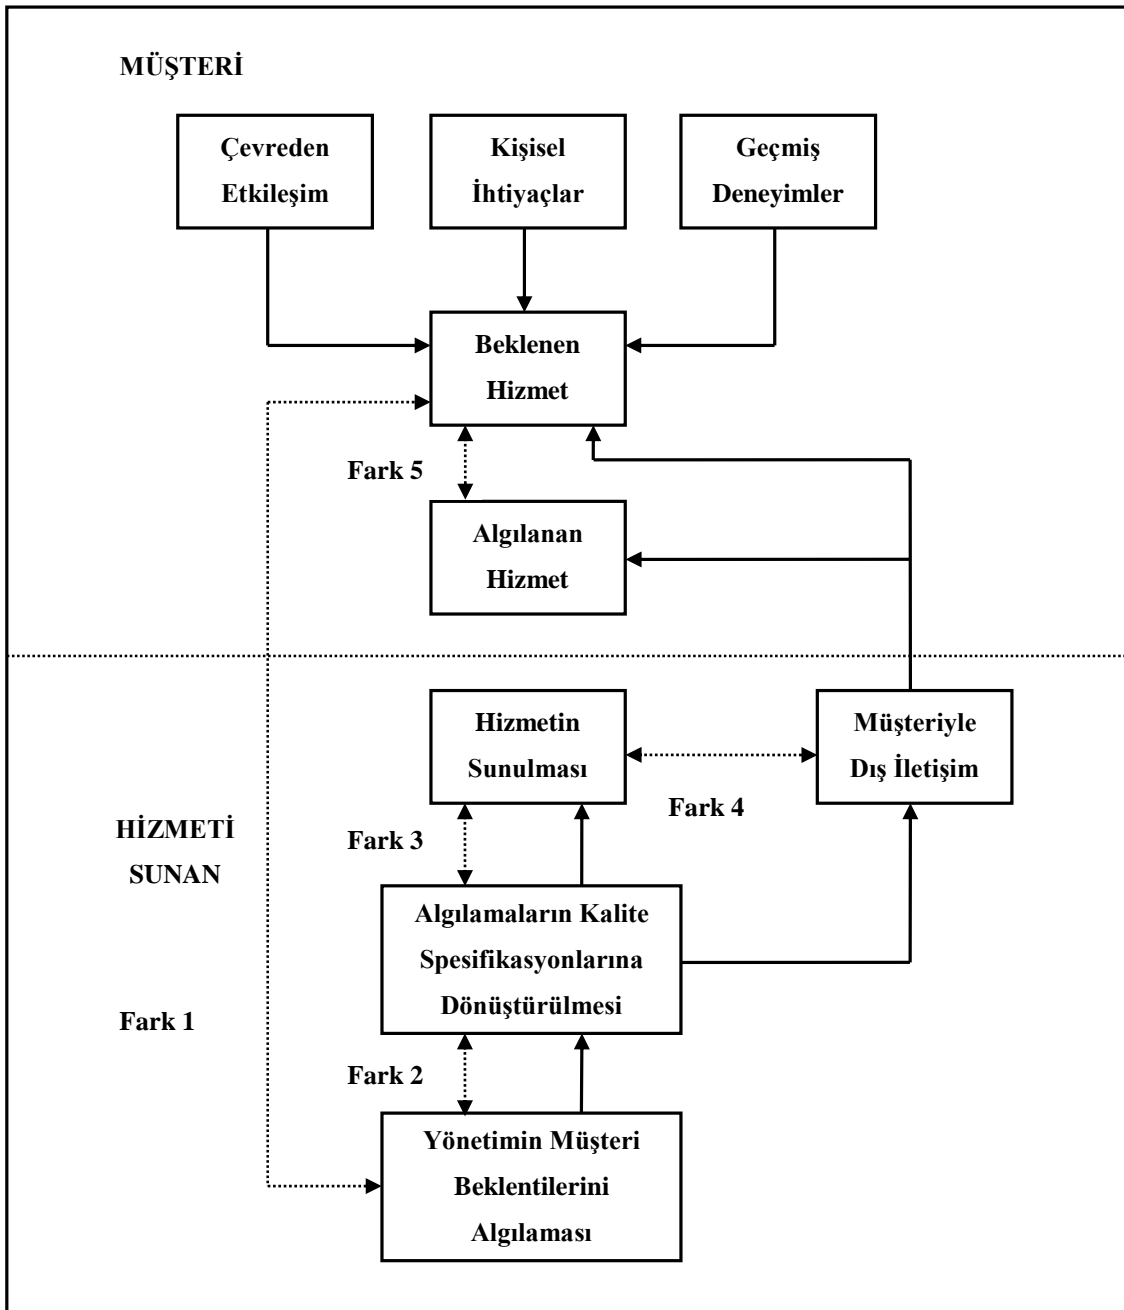 MÜŞTERİ
Çevreden
Etkileşim
Kişisel
İhtiyaçlar
Geçmiş
Deneyimler
Beklenen
Hizmet
Fark 5
Algılanan
Hizmet
Hizmetin
Sunulması
Müşteriyle
Dış İletişim
Fark 4
HİZMETİ
SUNAN
Fark 3
Algılamaların Kalite
Spesifikasyonlarına
Dönüştürülmesi
Fark 1
Fark 2
Yönetimin Müşteri
Beklentilerini
Algılaması